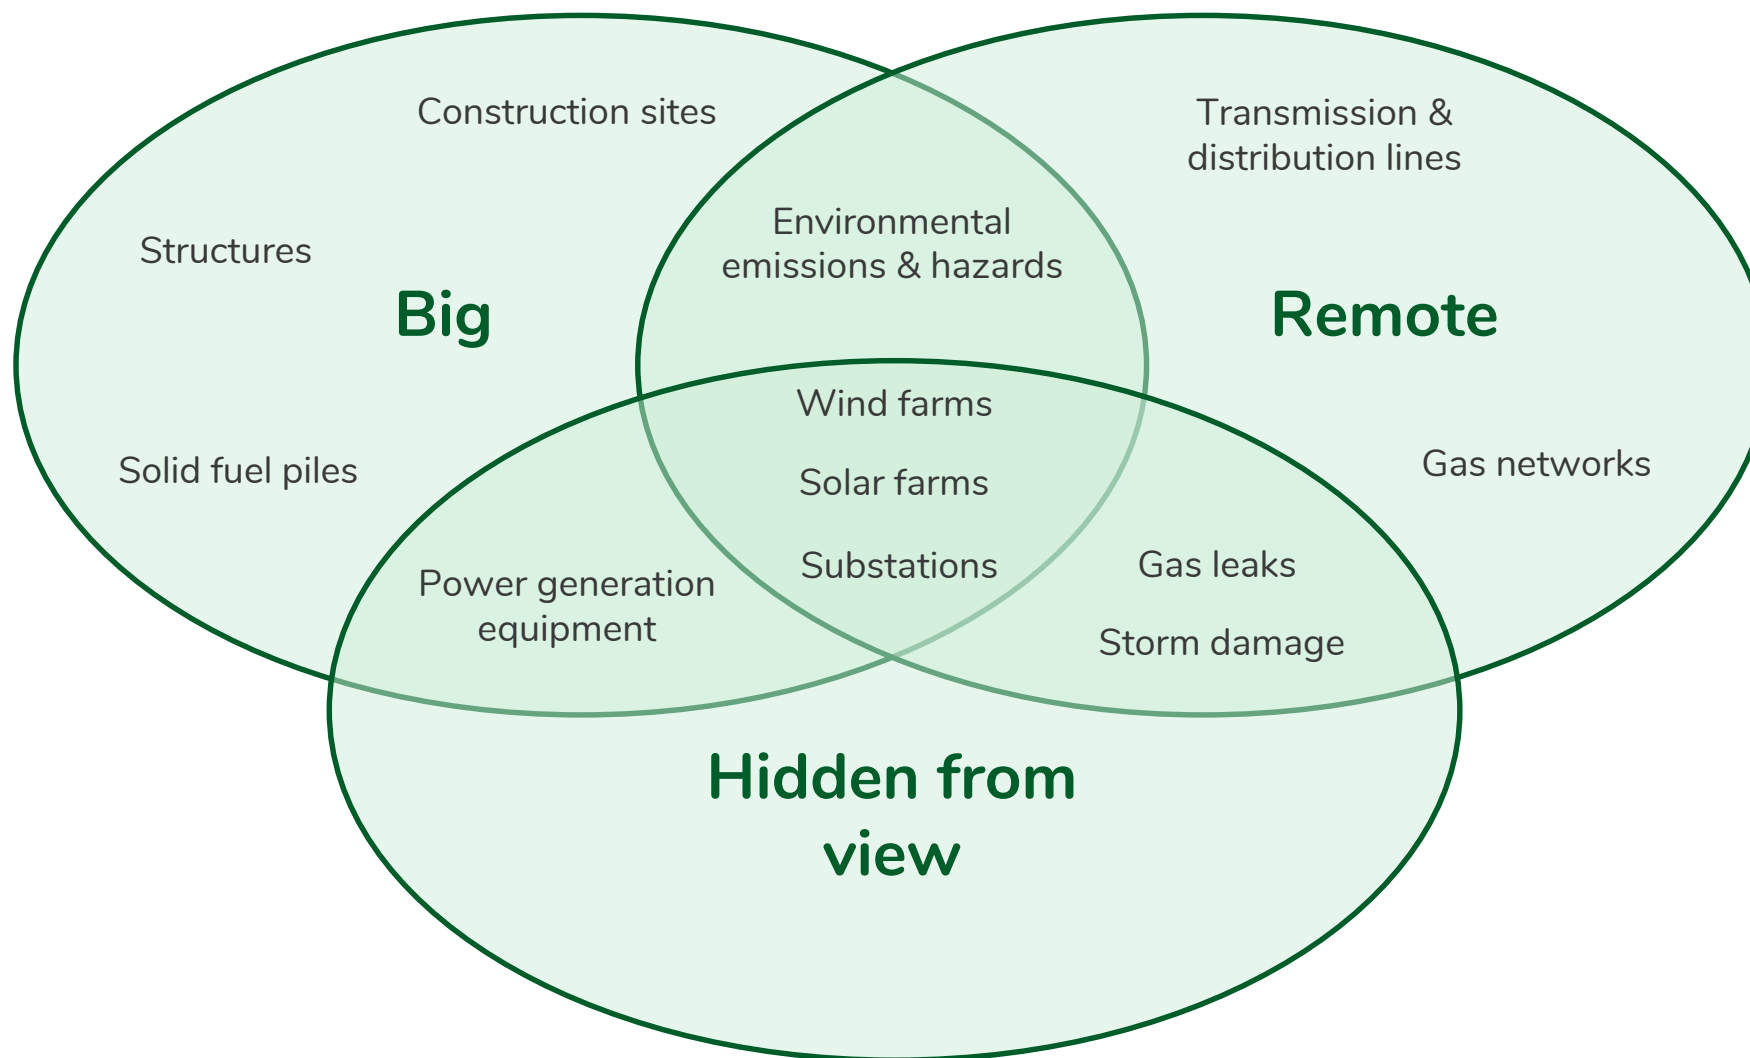 Construction sites
Transmission &
distribution lines
Environmental
emissions & hazards
Structures
Big
Remote
Wind farms
Solid fuel piles
Solar farms
Gas networks
Power generation
equipment
Substations
Gas leaks
Storm damage
Hidden from
view